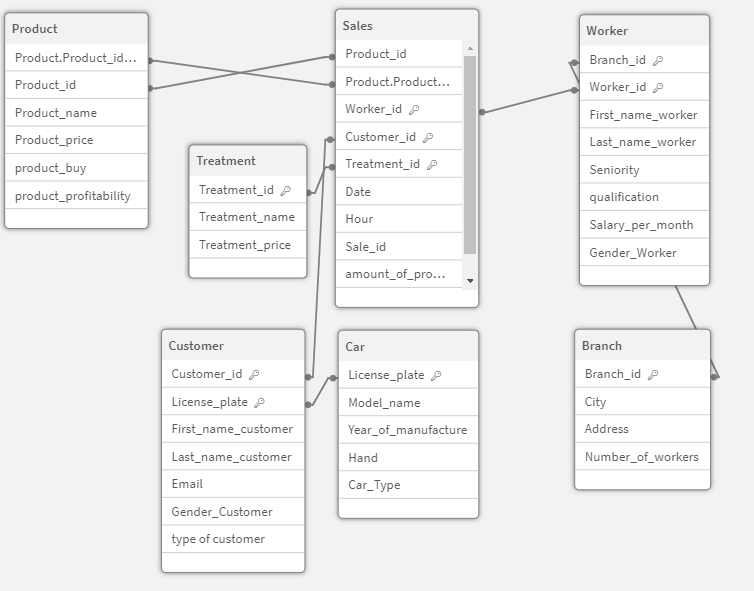 Product
Product.Product_id...
Product_id
Product_name
Product_price
product_buy
product_profitability
Sales
Product_id
Product.Product...
Worker_id
Customer_id
Treatment_id
Date
Hour
Sale_id
amount_of_pro...
Worker
Branch_id
Worker_id
First_name_worker
Last_name_worker
Seniority
qualification
Salary_per_month
Gender_Worker
Treatment
Treatment_id
Treatment_name
Treatment_price
Customer
Customer_id
License_plate
First_name_customer
Last_name_customer
Email
Gender_Customer
type of customer
Car
License_plate
Model_name
Year_of_manufacture
Hand
Car_Type
Branch
Branch_id
City
Address
Number_of_workers